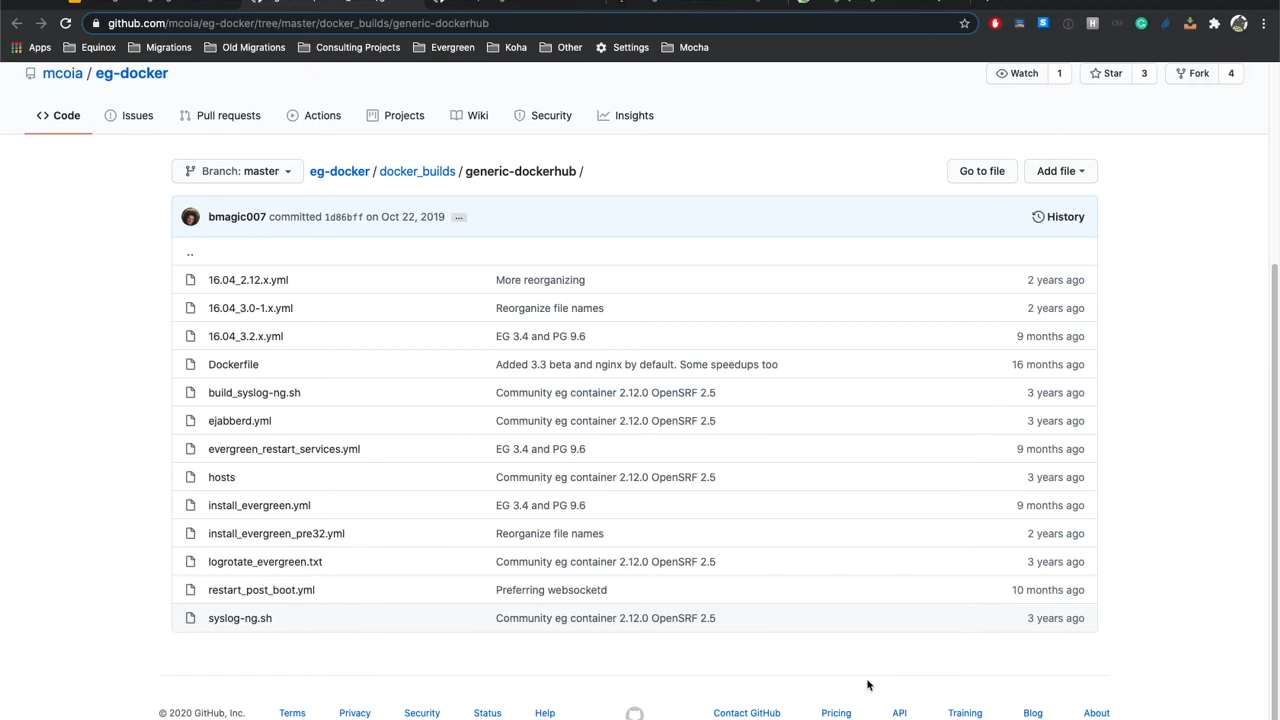 github.com/mcoia/eg-docker/tree/master/docker_builds/generic-dockerhub
Apps Equinox Migrations Old Migrations Consulting Projects Evergreen Koha Other Settings Mocha
mcoia / eg-docker Watch 1 Star 3 Fork 4
Code Issues Pull requests Actions Projects Wiki Security Insights
Branch: master eg-docker / docker_builds / generic-dockerhub / Go to file Add file
bmagic007 committed 1d86bff on Oct 22, 2019 ... History
..
16.04_2.12.x.yml More reorganizing 2 years ago
16.04_3.0-1.x.yml Reorganize file names 2 years ago
16.04_3.2.x.yml EG 3.4 and PG 9.6 9 months ago
Dockerfile Added 3.3 beta and nginx by default. Some speedups too 16 months ago
build_syslog-ng.sh Community eg container 2.12.0 OpenSRF 2.5 3 years ago
ejabberd.yml Community eg container 2.12.0 OpenSRF 2.5 3 years ago
evergreen_restart_services.yml EG 3.4 and PG 9.6 9 months ago
hosts Community eg container 2.12.0 OpenSRF 2.5 3 years ago
install_evergreen.yml EG 3.4 and PG 9.6 9 months ago
install_evergreen_pre32.yml Reorganize file names 2 years ago
logrotate_evergreen.txt Community eg container 2.12.0 OpenSRF 2.5 3 years ago
restart_post_boot.yml Preferring websocketd 10 months ago
syslog-ng.sh Community eg container 2.12.0 OpenSRF 2.5 3 years ago
© 2020 GitHub, Inc. Terms Privacy Security Status Help Contact GitHub Pricing API Training Blog About